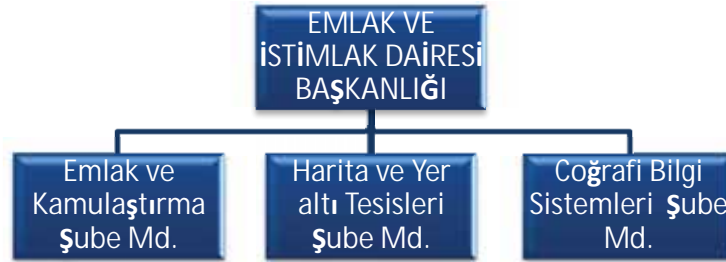 EMLAK VE
İSTİMLAK DAİRESİ
BAŞKANLIĞI
Emlak ve
Kamulaştırma
Şube Md.
Harita ve Yer
altı Tesisleri
Şube Md.
Coğrafi Bilgi
Sistemleri Şube
Md.